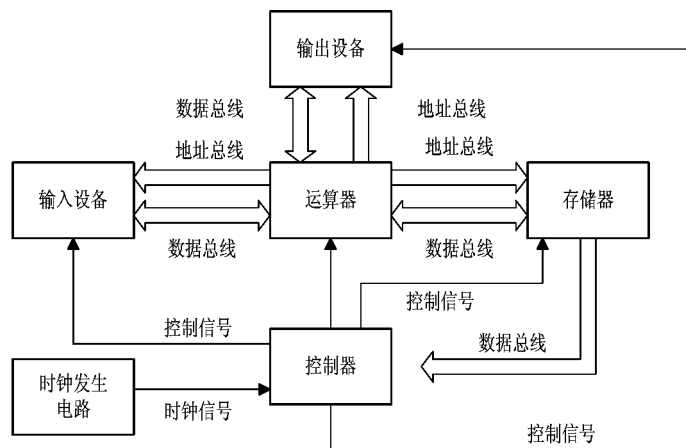 输出设备
数据总线
地址总线
地址总线
地址总线
输入设备
运算器
存储器
数据总线
数据总线
控制信号
控制信号
控制器
数据总线
时钟发生
电路
时钟信号
控制信号